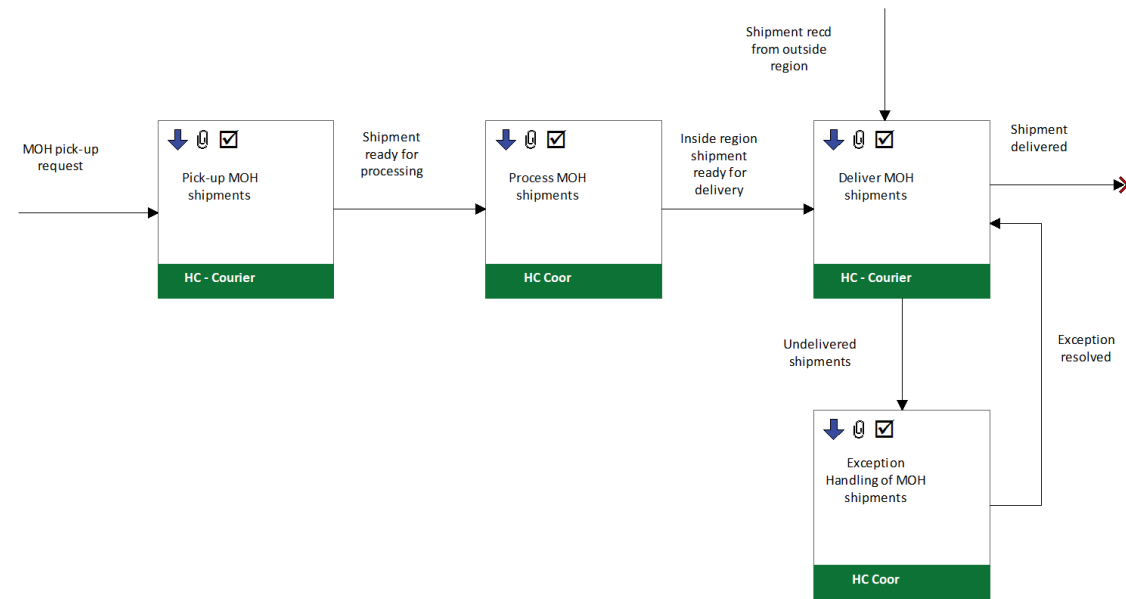 Shipment recd
from outside
region
MOH pick-up
request
Pick-up MOH
shipments
HC - Courier
Shipment
ready for
processing
Process MOH
shipments
HC Coor
Inside region
shipment
ready for
delivery
Deliver MOH
shipments
HC - Courier
Shipment
delivered
Undelivered
shipments
Exception
resolved
Exception
Handling of MOH
shipments
HC Coor